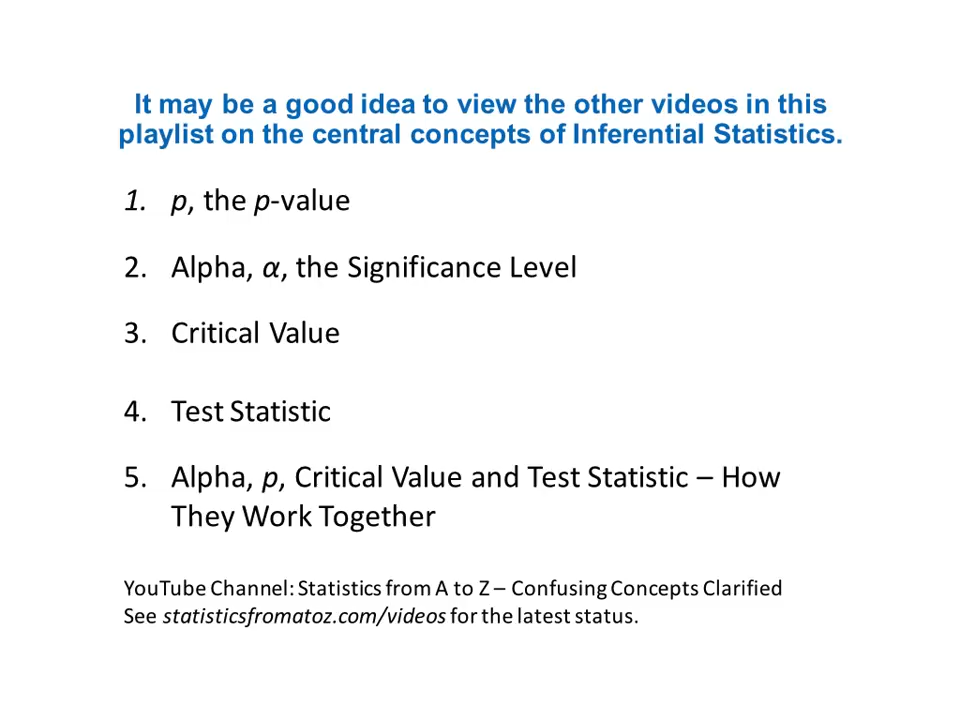 It may be a good idea to view the other videos in this
playlist on the central concepts of Inferential Statistics.
1. p, the p-value
2. Alpha, α, the Significance Level
3. Critical Value
4. Test Statistic
5. Alpha, p, Critical Value and Test Statistic – How
They Work Together
YouTube Channel: Statistics from A to Z – Confusing Concepts Clarified
See statisticsfromatoz.com/videos for the latest status.